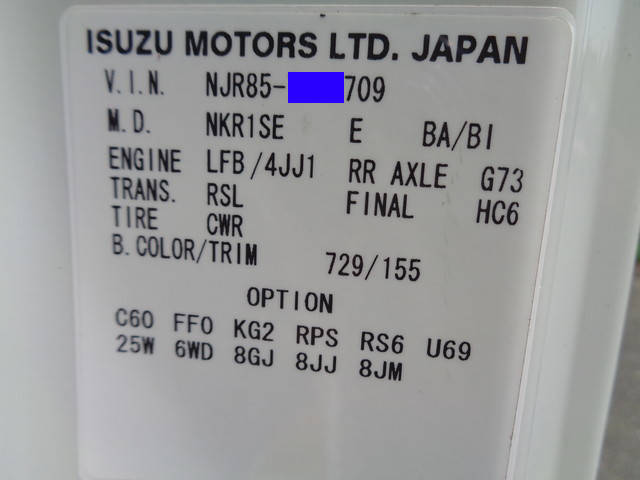 ISUZU MOTORS LTD. JAPAN
V.I.N. NJR85- 709
M.D. NKR1SE E BA/BI
ENGINE LFB/4JJ1 RR AXLE G73
TRANS. RSL FINAL HC6
TIRE CWR
B.COLOR/TRIM 729/155
OPTION
C60 FF0 KG2 RPS RS6 U69
25W 6WD 8GJ 8JJ 8JM